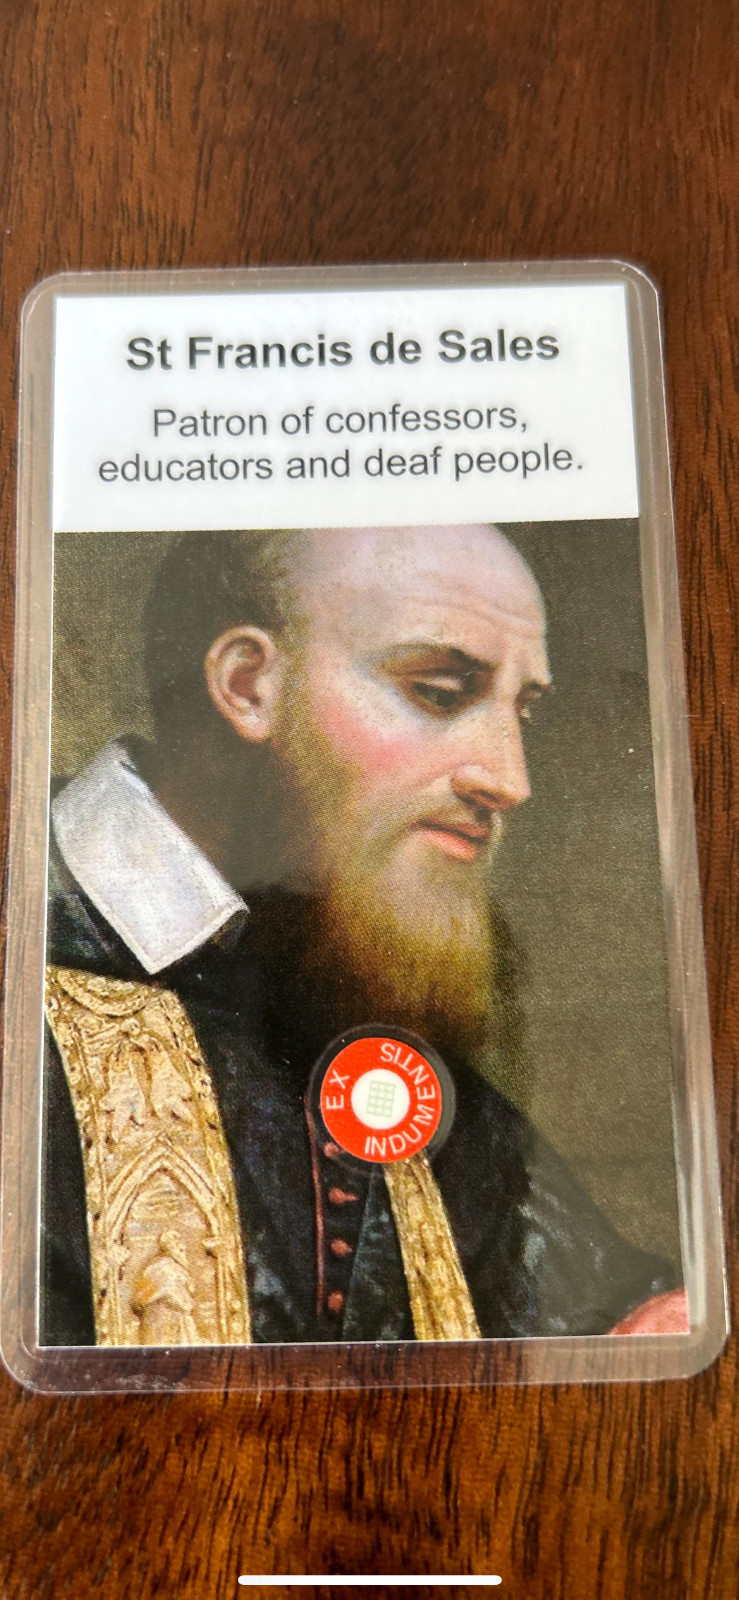 St Francis de Sales
Patron of confessors,
educators and deaf people.
EX INDUMENTIS